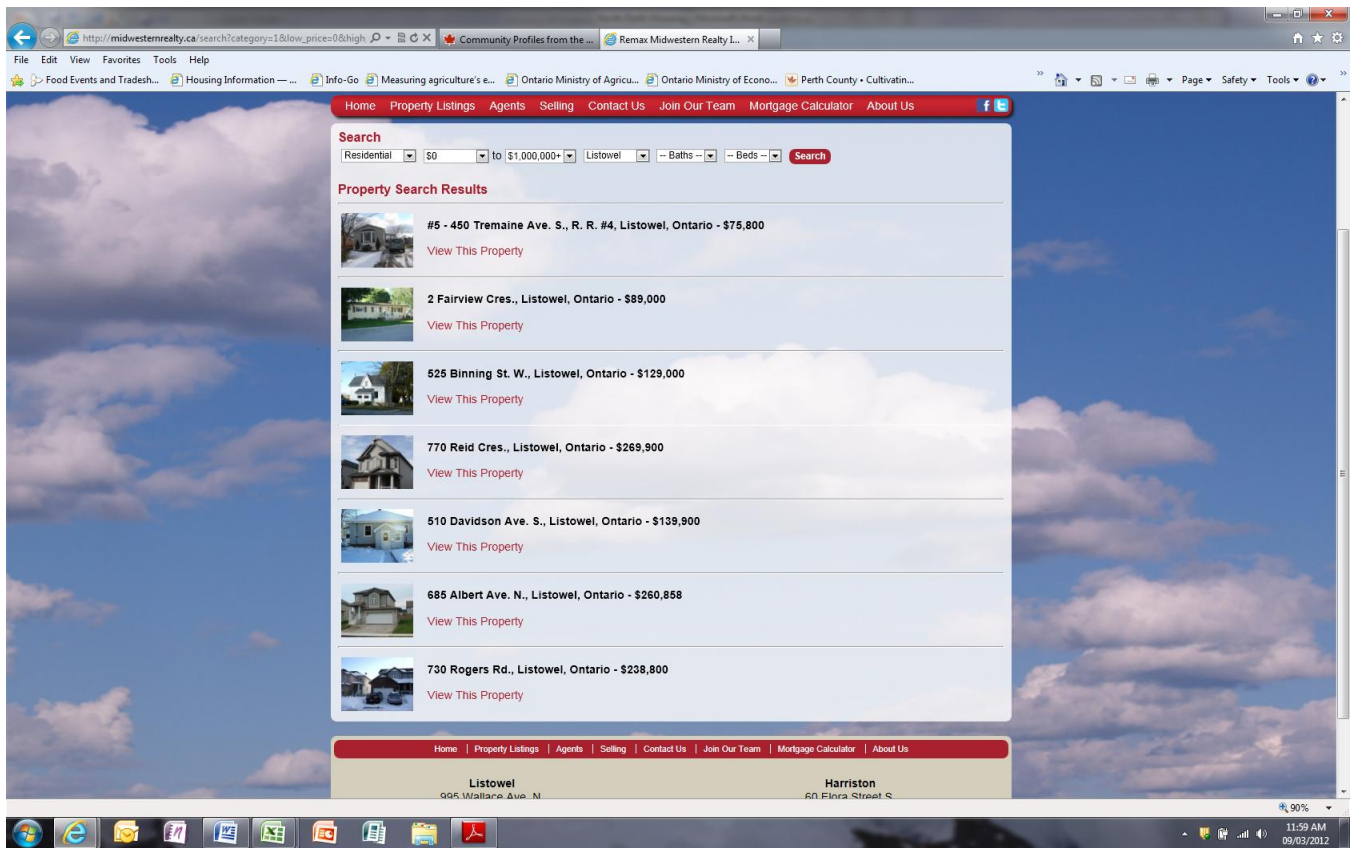 http://midwesternrealty.ca/search?category=1&low_price=0&high
Community Profiles from the ...
Remax Midwestern Realty I...
File Edit View Favorites Tools Help
Food Events and Tradesh...
Housing Information — ...
Info-Go
Measuring agriculture's e...
Ontario Ministry of Agricu...
Ontario Ministry of Econo...
Perth County • Cultivatin...
Page Safety Tools
Home Property Listings Agents Selling Contact Us Join Our Team Mortgage Calculator About Us
Search
Residential $0 to $1,000,000+ Listowel -- Baths -- -- Beds -- Search
Property Search Results
#5 - 450 Tremaine Ave. S., R. R. #4, Listowel, Ontario - $75,800
View This Property
2 Fairview Cres., Listowel, Ontario - $89,000
View This Property
525 Binning St. W., Listowel, Ontario - $129,000
View This Property
770 Reid Cres., Listowel, Ontario - $269,900
View This Property
510 Davidson Ave. S., Listowel, Ontario - $139,900
View This Property
685 Albert Ave. N., Listowel, Ontario - $260,858
View This Property
730 Rogers Rd., Listowel, Ontario - $238,800
View This Property
Home | Property Listings | Agents | Selling | Contact Us | Join Our Team | Mortgage Calculator | About Us
Listowel
995 Wallace Ave. N.
Harriston
60 Elora Street S.
90%
11:59 AM
09/03/2012